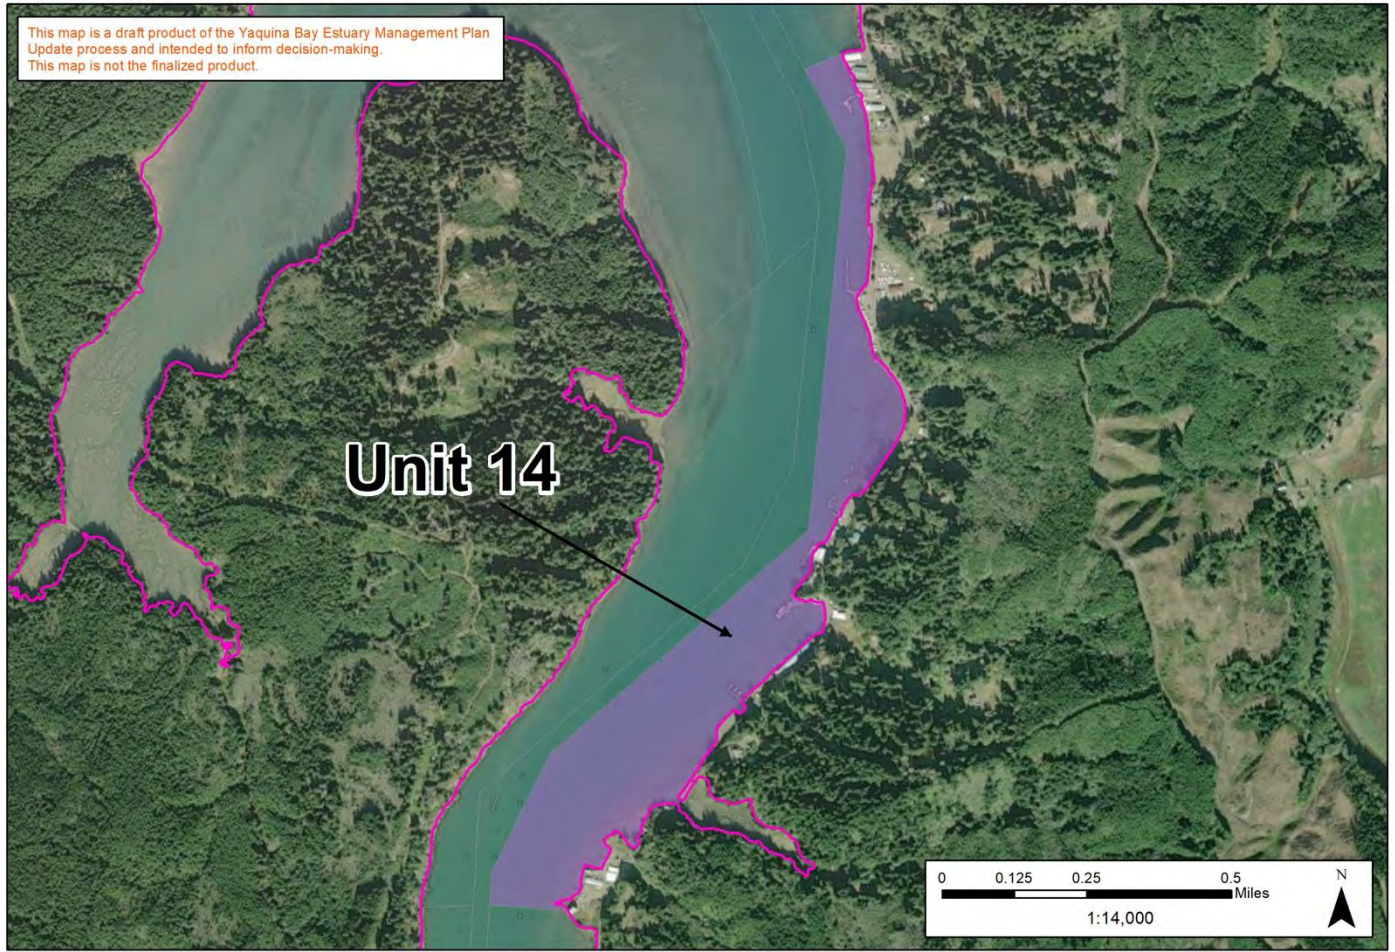 This map is a draft product of the Yaquina Bay Estuary Management Plan
Update process and intended to inform decision-making.
This map is not the finalized product.
Unit 14
0 0.125 0.25 0.5
Miles
1:14,000
N